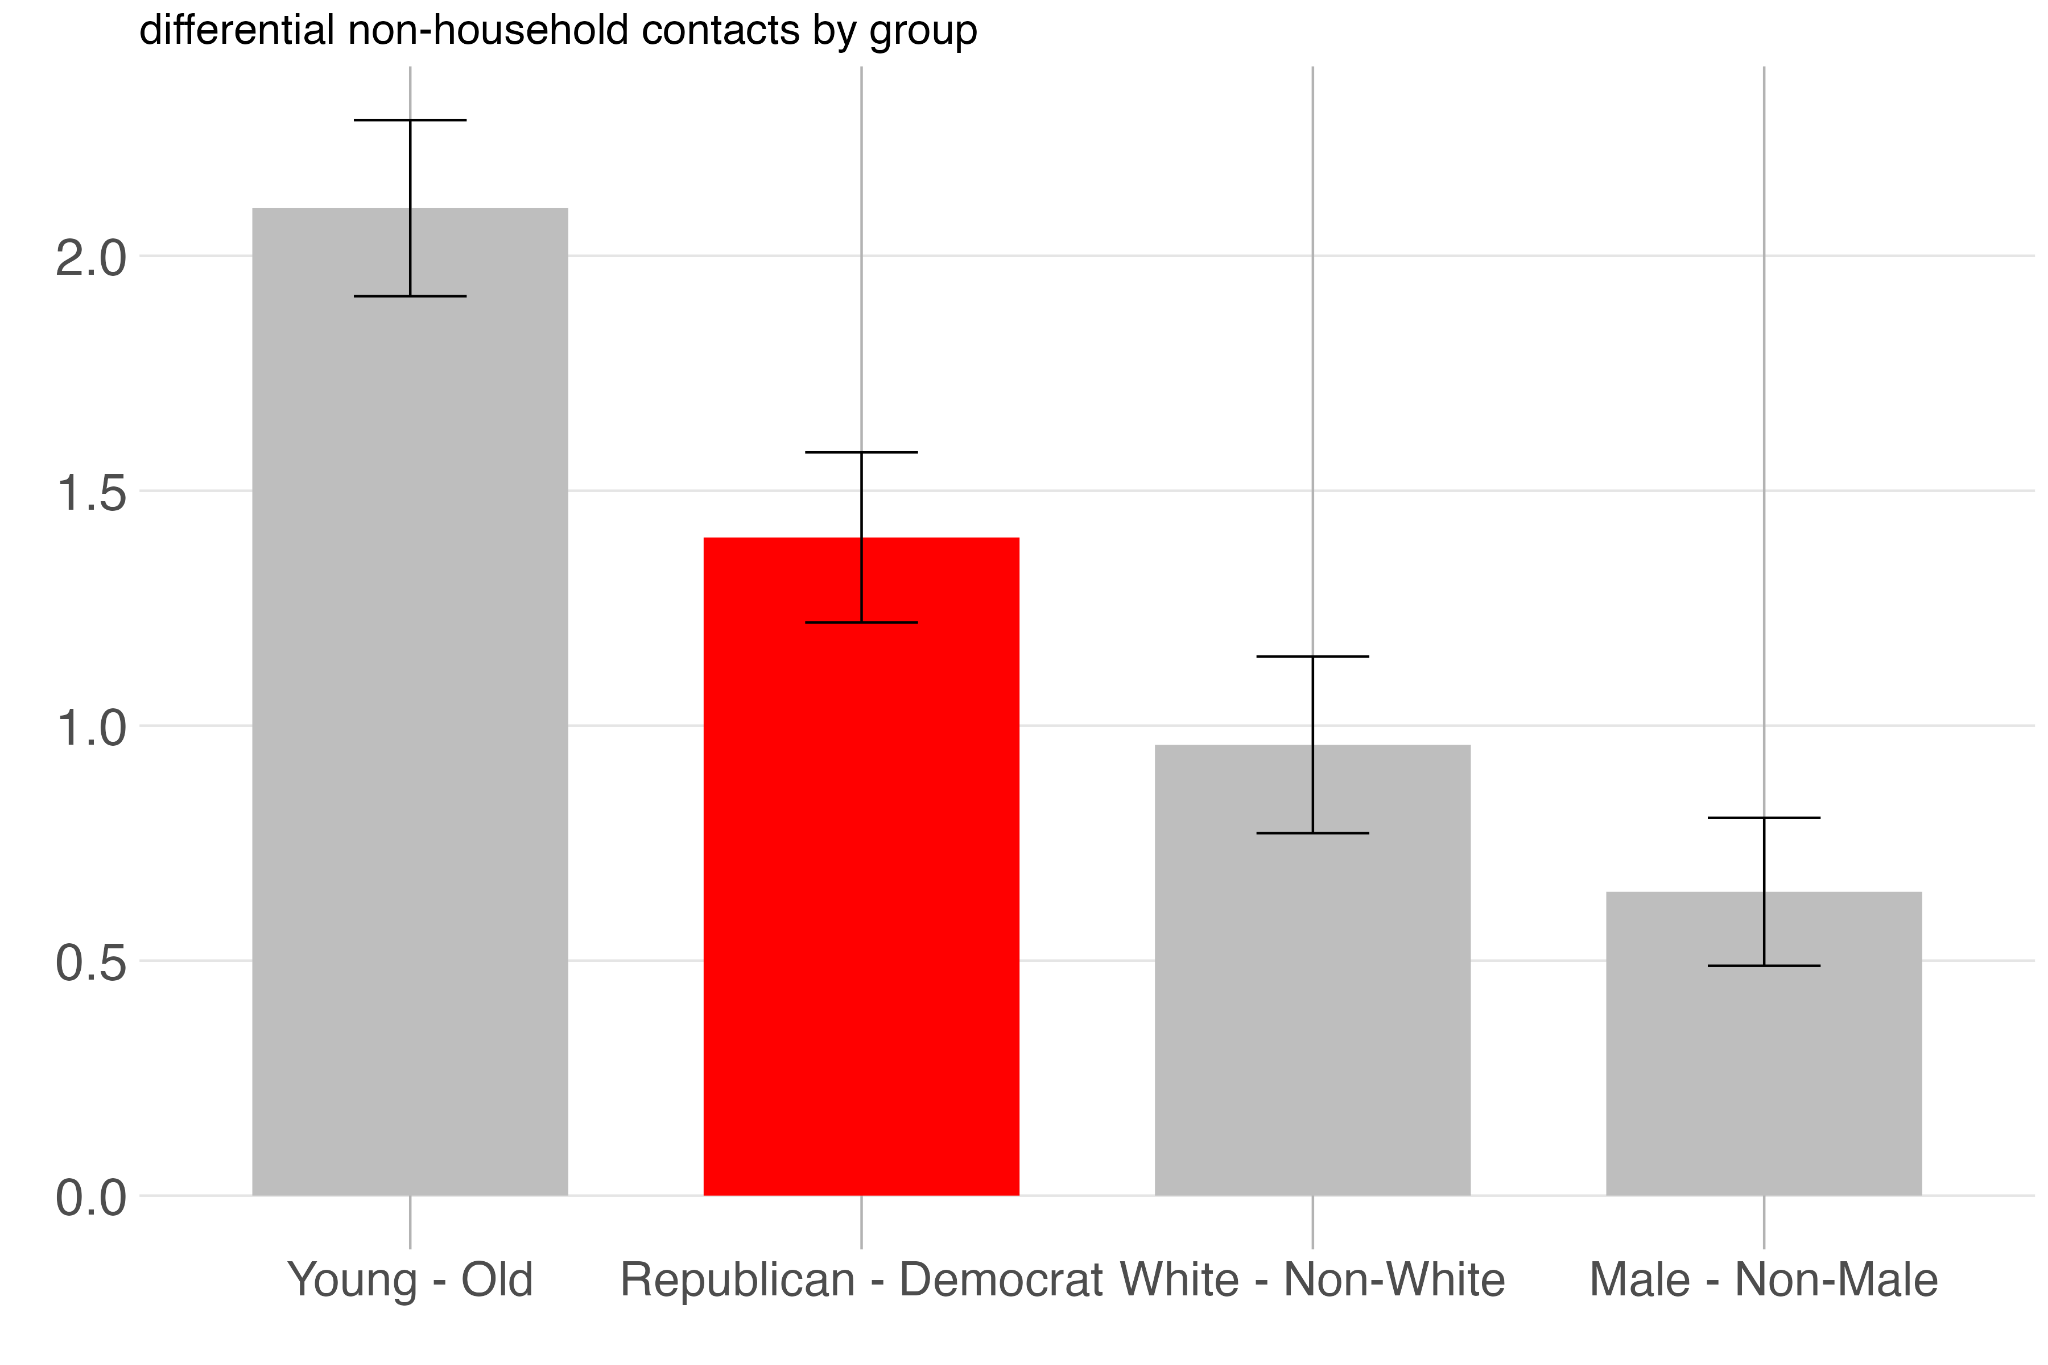 differential non-household contacts by group
2.0
1.5
1.0
0.5
0.0
Young - Old
Republican - Democrat
White - Non-White
Male - Non-Male